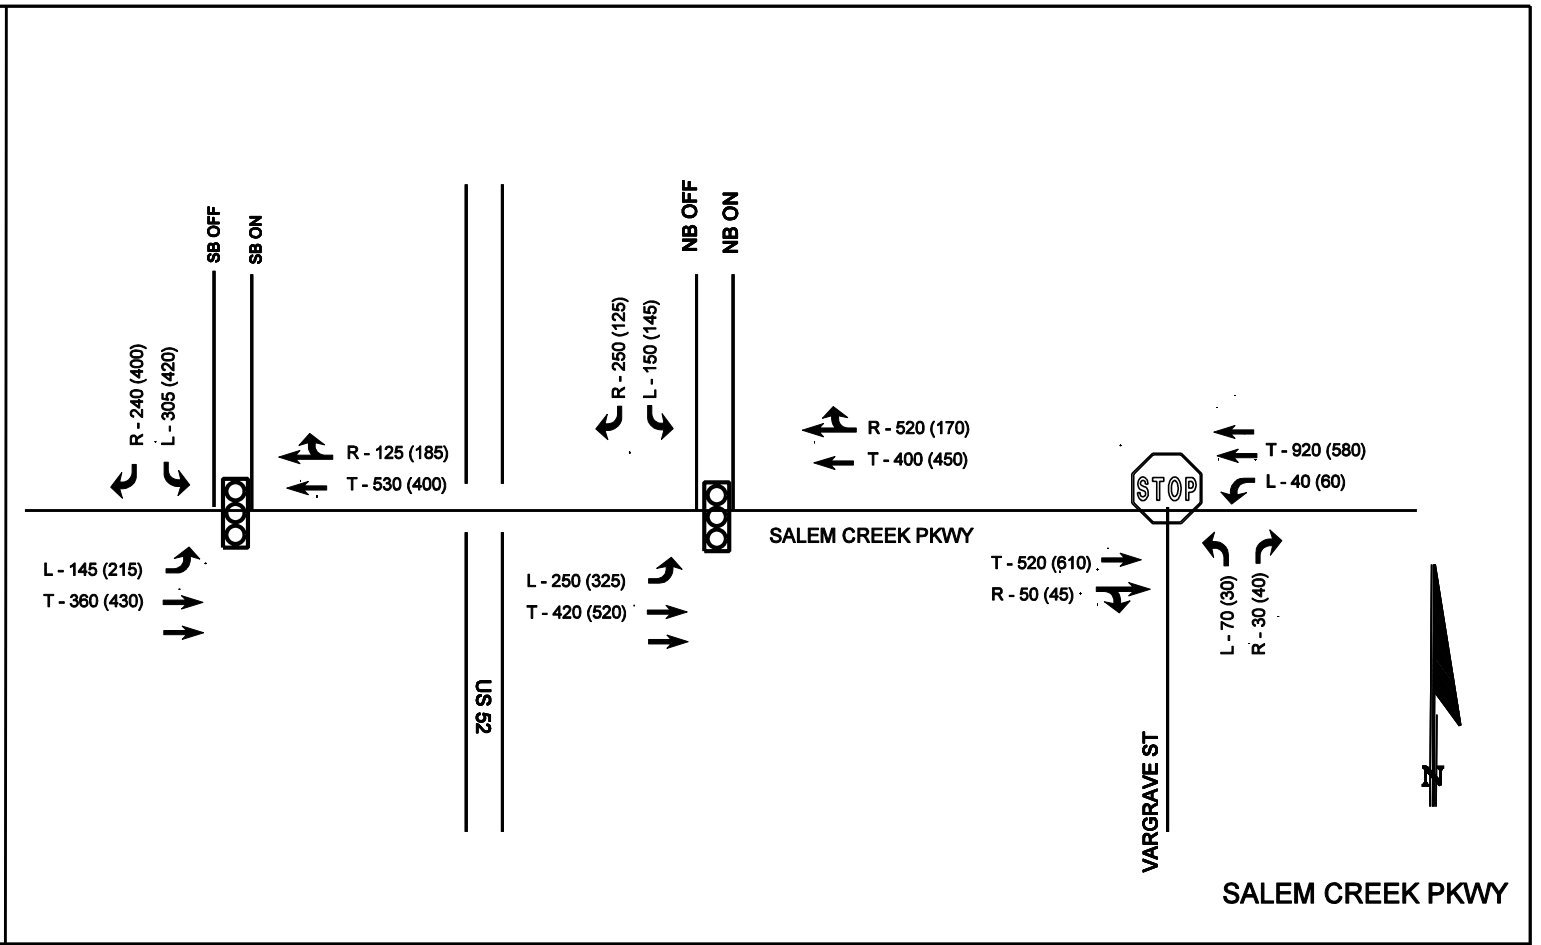 SB OFF
SB ON
R - 240 (400)
L - 305 (420)
R - 125 (185)
T - 530 (400)
L - 145 (215)
T - 360 (430)
US 52
NB OFF
NB ON
R - 250 (125)
L - 150 (145)
R - 520 (170)
T - 400 (450)
L - 250 (325)
T - 420 (520)
SALEM CREEK PKWY
STOP
T - 920 (580)
L - 40 (60)
T - 520 (610)
R - 50 (45)
L - 70 (30)
R - 30 (40)
VARGRAVE ST
N
SALEM CREEK PKWY